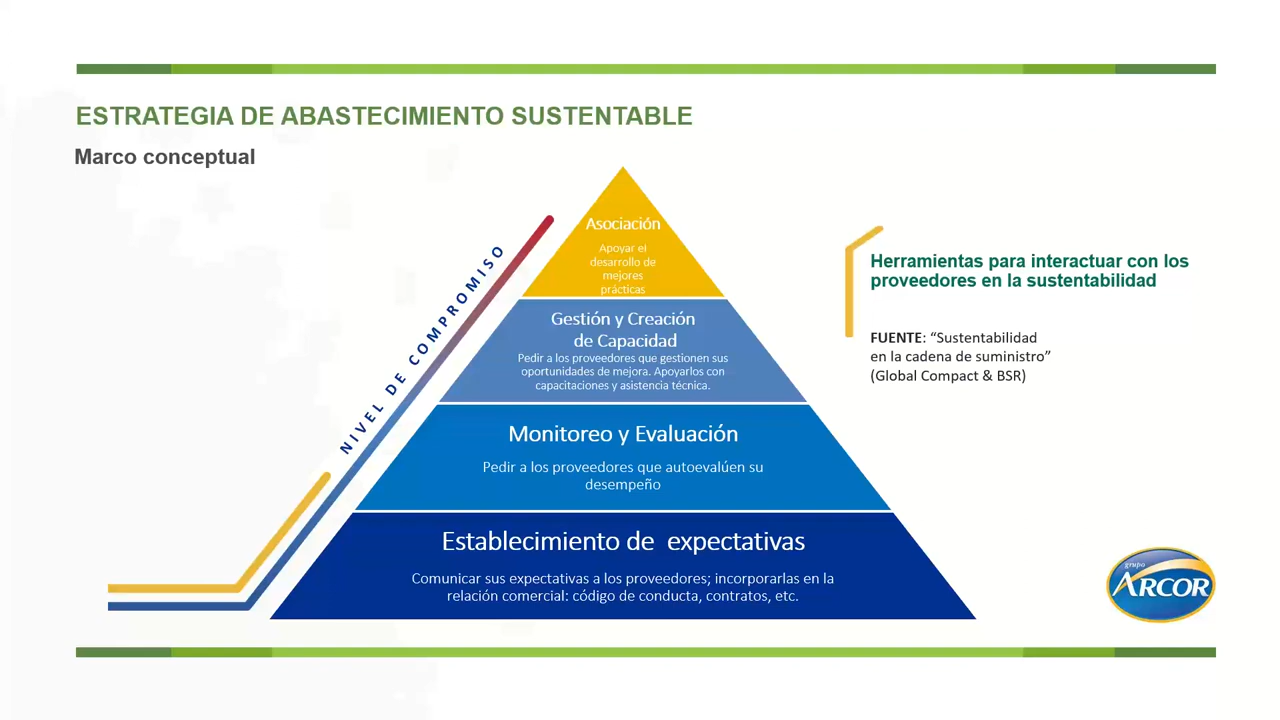 ESTRATEGIA DE ABASTECIMIENTO SUSTENTABLE
Marco conceptual
NIVEL DE COMPROMISO
Asociación
Apoyar el
desarrollo de
mejores
prácticas
Gestión y Creación
de Capacidad
Pedir a los proveedores que gestionen sus
oportunidades de mejora. Apoyarlos con
capacitaciones y asistencia técnica.
Monitoreo y Evaluación
Pedir a los proveedores que autoevalúen su
desempeño
Establecimiento de expectativas
Comunicar sus expectativas a los proveedores; incorporarlas en la
relación comercial: código de conducta, contratos, etc.
Herramientas para interactuar con los
proveedores en la sustentabilidad
FUENTE: “Sustentabilidad
en la cadena de suministro”
(Global Compact & BSR)
grupo
ARCOR